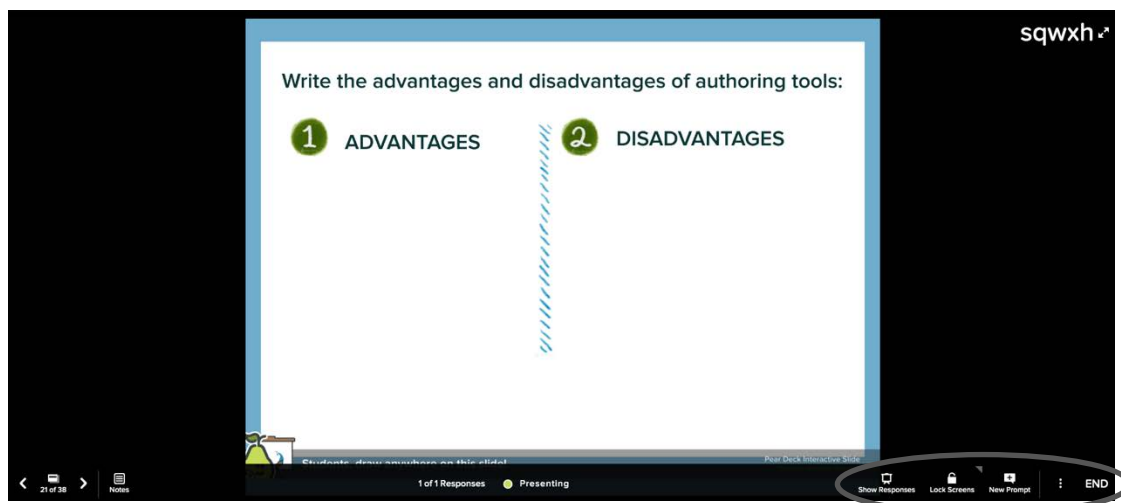 sqwxh
Write the advantages and disadvantages of authoring tools:
1 ADVANTAGES
2 DISADVANTAGES
Students, draw anywhere on this slide!
Pear Deck Interactive Slide
21 of 38
Notes
1 of 1 Responses
Presenting
Show Responses
Lock Screens
New Prompt
END